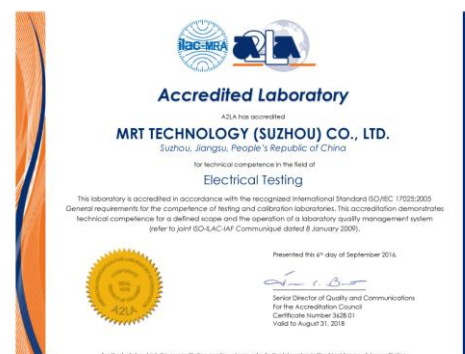 ilac-MRA
A2LA
Accredited Laboratory
A2LA has accredited
MRT TECHNOLOGY (SUZHOU) CO., LTD.
Suzhou, Jiangsu, People's Republic of China
for technical competence in the field of
Electrical Testing
This laboratory is accredited in accordance with the recognized International Standard ISO/IEC 17025:2005
General requirements for the competence of testing and calibration laboratories. This accreditation demonstrates
technical competence for a defined scope and the operation of a laboratory quality management system
(refer to joint ISO-ILAC-IAF Communiqué dated 8 January 2009).
Presented this 6th day of September 2016.
Senior Director of Quality and Communications
For the Accreditation Council
Certificate Number 3628.01
Valid to August 31, 2018
CORPORATE
SEAL
A2LA